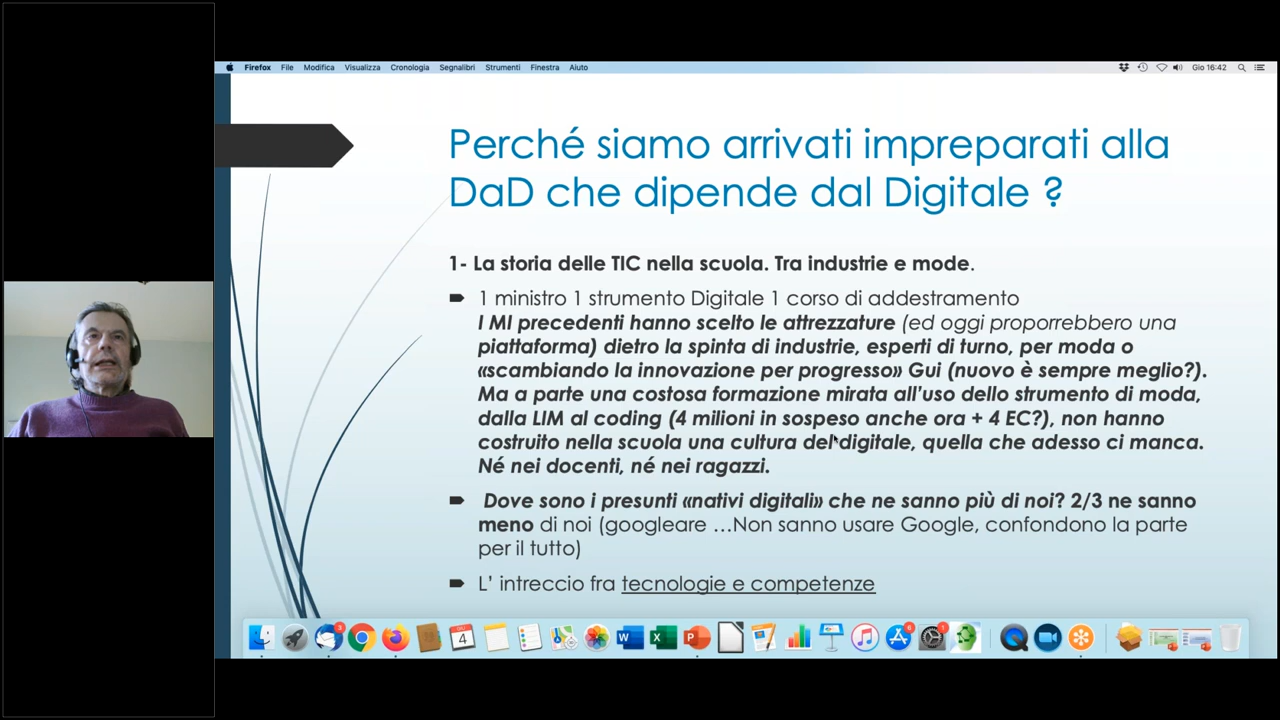 Firefox File Modifica Visualizza Cronologia Segnalibri Strumenti Finestra Aiuto Gio 16:42
Perché siamo arrivati impreparati alla
DaD che dipende dal Digitale ?
1- La storia delle TIC nella scuola. Tra industrie e mode.
1 ministro 1 strumento Digitale 1 corso di addestramento
I MI precedenti hanno scelto le attrezzature (ed oggi proporrebbero una
piattaforma) dietro la spinta di industrie, esperti di turno, per moda o
«scambiando la innovazione per progresso» Gui (nuovo è sempre meglio?).
Ma a parte una costosa formazione mirata all’uso dello strumento di moda,
dalla LIM al coding (4 milioni in sospeso anche ora + 4 EC?), non hanno
costruito nella scuola una cultura del digitale, quella che adesso ci manca.
Né nei docenti, né nei ragazzi.
Dove sono i presunti «nativi digitali» che ne sanno più di noi? 2/3 ne sanno
meno di noi (googleare …Non sanno usare Google, confondono la parte
per il tutto)
L’ intreccio fra tecnologie e competenze
3 4 W X P 6 1